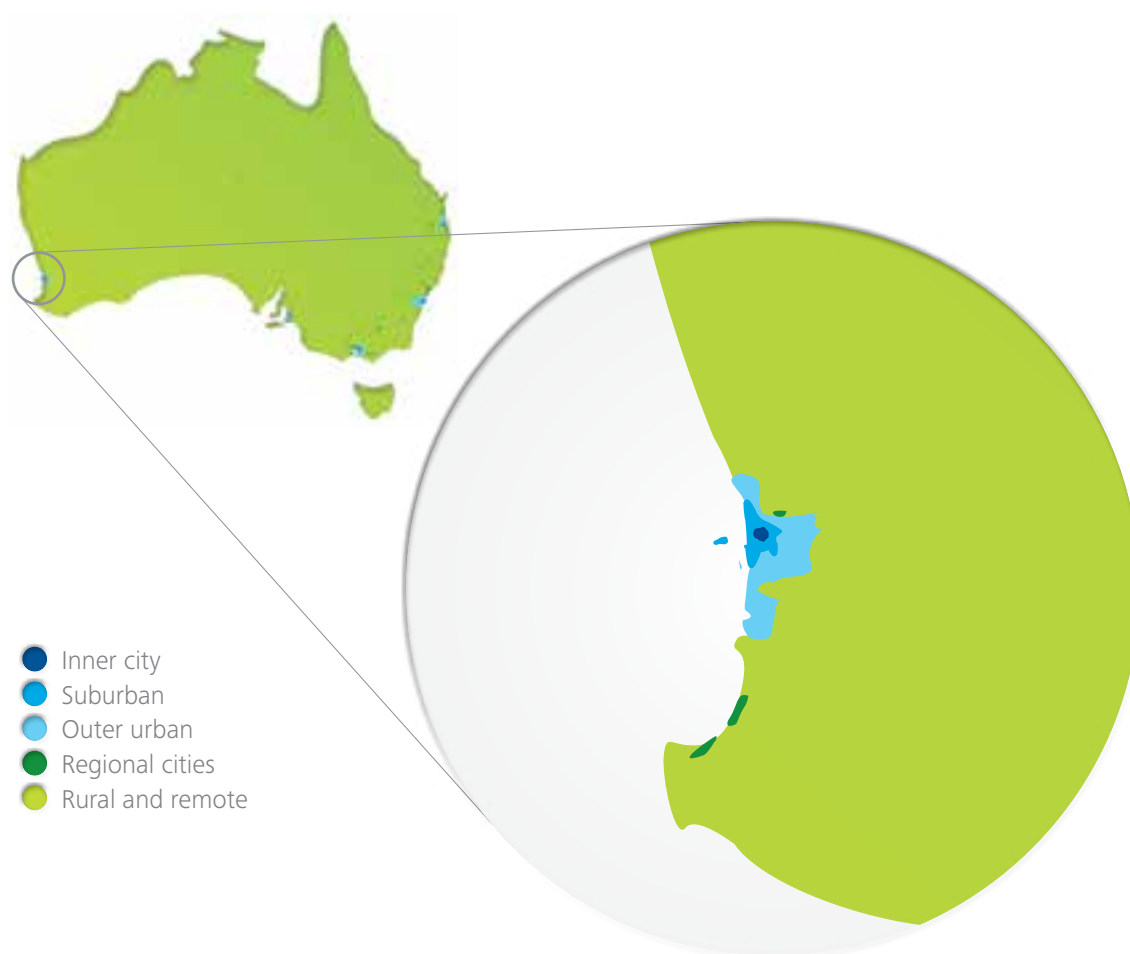 Inner city
Suburban
Outer urban
Regional cities
Rural and remote